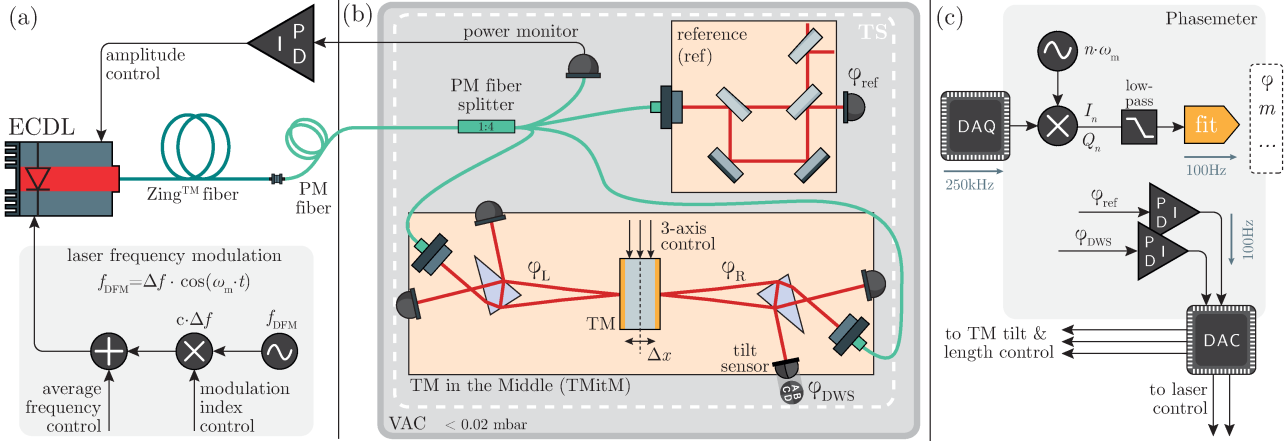 (a)
P
I
D
amplitude
control
ECDL
Zing™ fiber
PM
fiber
laser frequency modulation
f_DFM=Δf · cos(ω_m·t)
c·Δf
f_DFM
average
frequency
control
modulation
index
control
(b)
TS
power monitor
PM fiber
splitter
1:4
reference
(ref)
φ_ref
3-axis
control
φ_L
φ_R
TM
Δx
tilt
sensor
AB
CD
φ_DWS
TM in the Middle (TMitM)
VAC < 0.02 mbar
(c)
Phasemeter
n·ω_m
low-
pass
φ
m
...
DAQ
I_n
Q_n
fit
250kHz
100Hz
φ_ref
P
I
D
φ_DWS
P
I
D
100Hz
to TM tilt &
length control
DAC
to laser
control